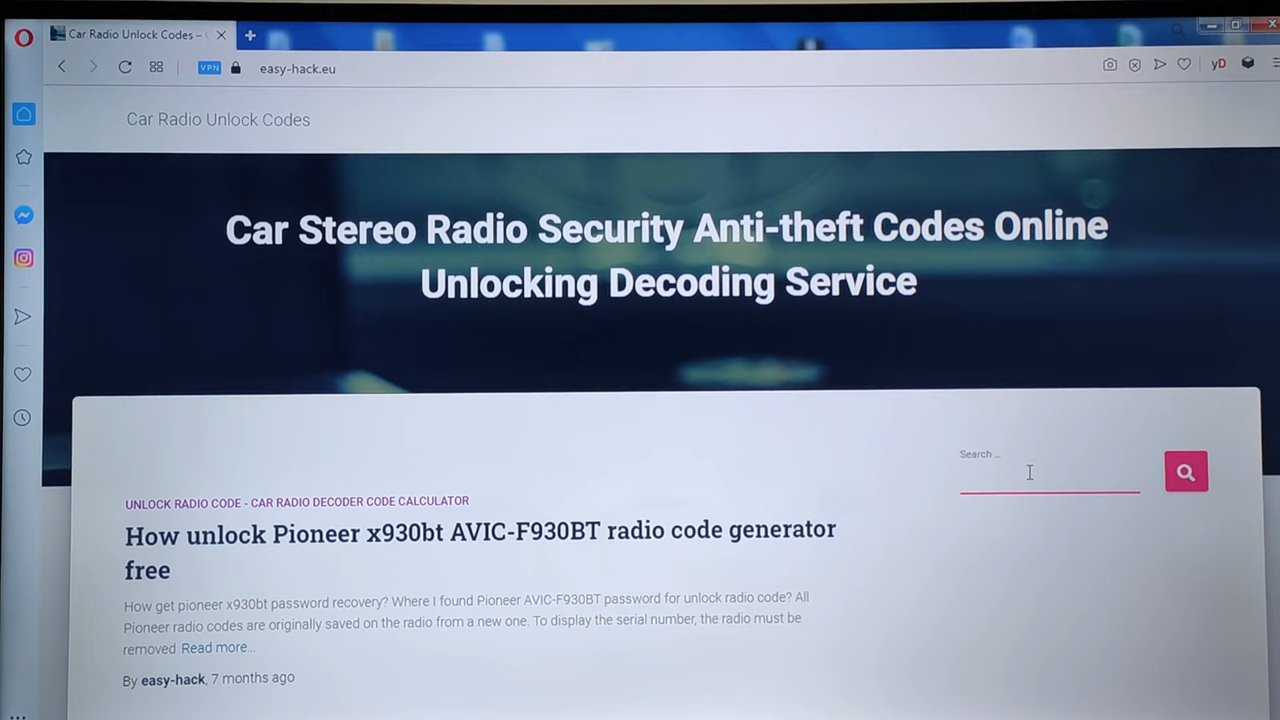 Car Radio Unlock Codes –
VPN
easy-hack.eu
yD
Car Radio Unlock Codes
Car Stereo Radio Security Anti-theft Codes Online
Unlocking Decoding Service
Search …
UNLOCK RADIO CODE - CAR RADIO DECODER CODE CALCULATOR
How unlock Pioneer x930bt AVIC-F930BT radio code generator
free
How get pioneer x930bt password recovery? Where I found Pioneer AVIC-F930BT password for unlock radio code? All
Pioneer radio codes are originally saved on the radio from a new one. To display the serial number, the radio must be
removed Read more…
By easy-hack, 7 months ago